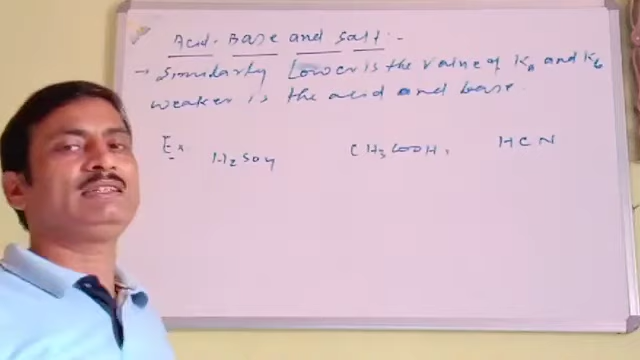 Acid-Base and Salt:-
→ Similarly Lower is the value of Ka and Kb
weaker is the acid and base.
Ex. H2SO4 CH3COOH, HCN